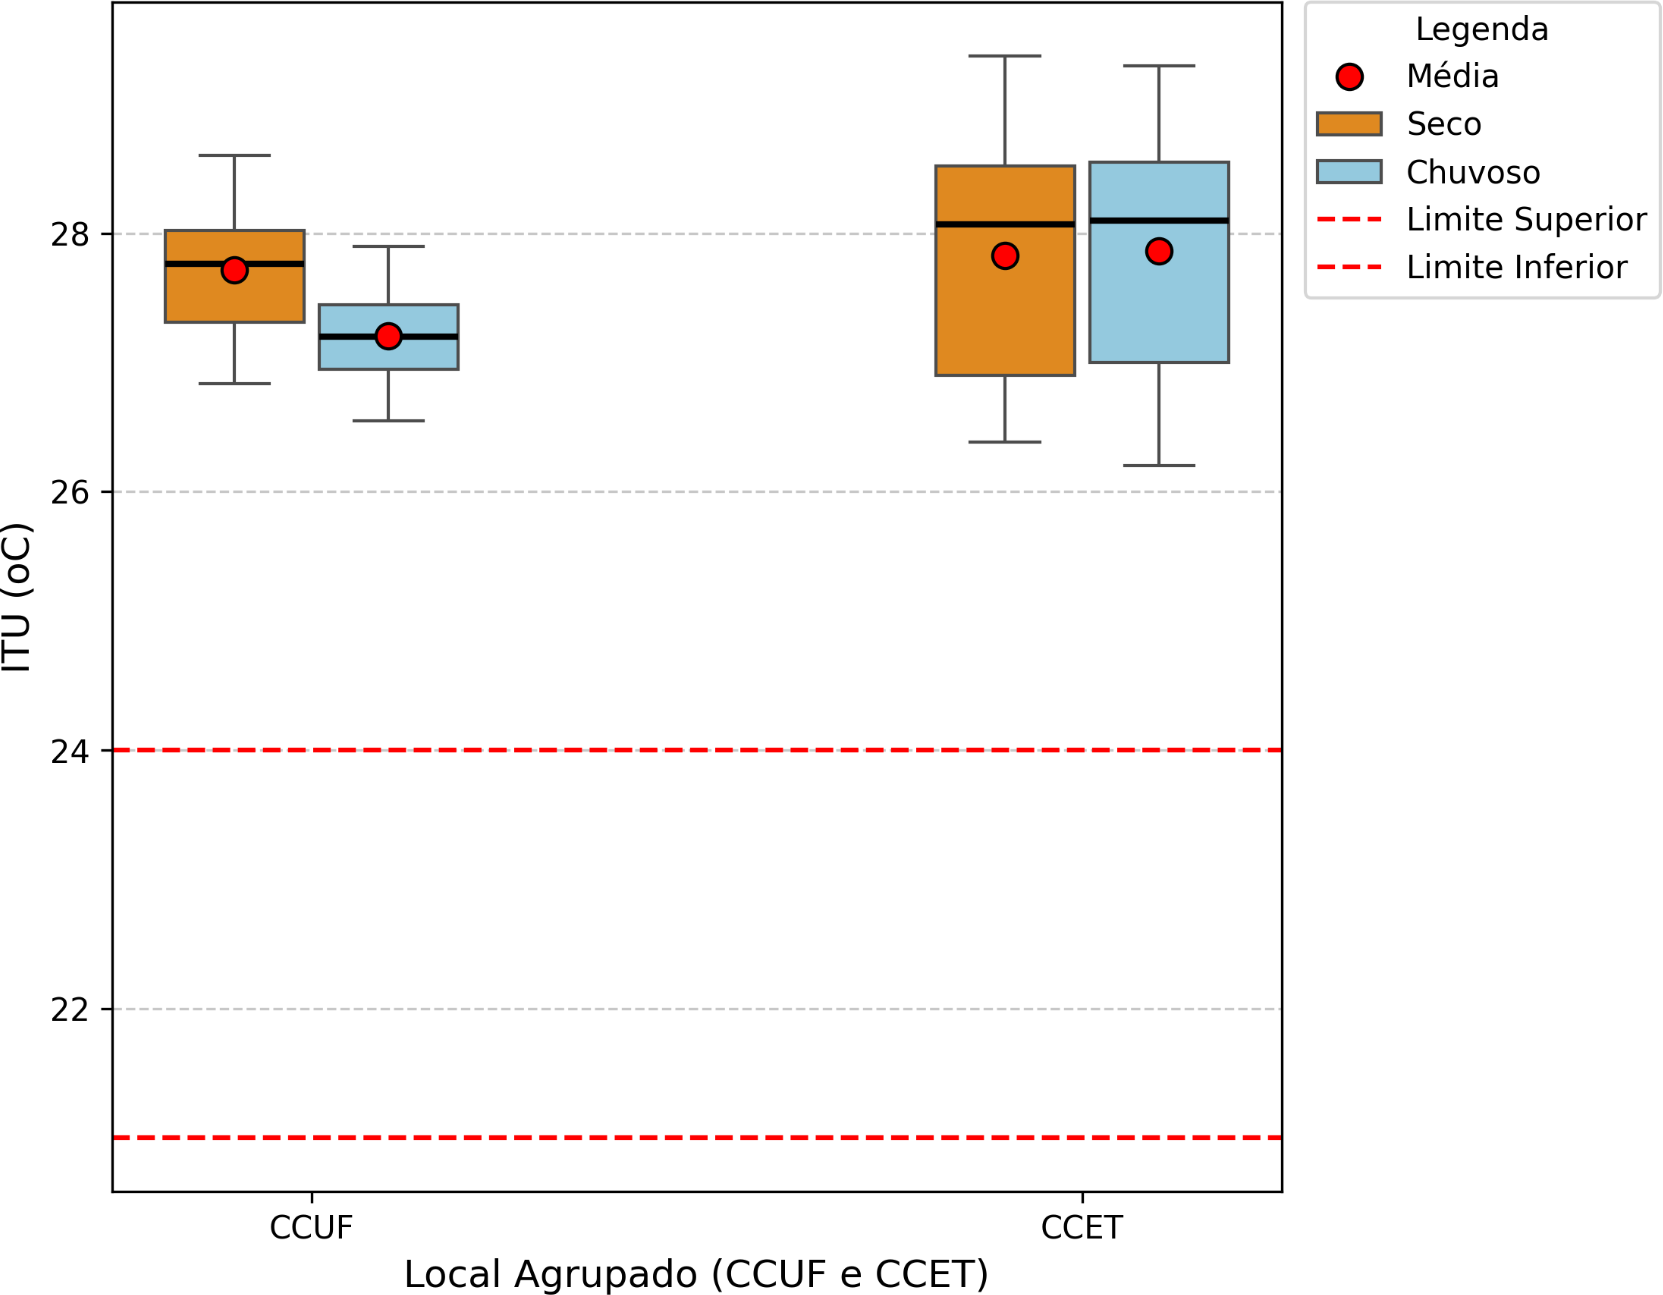 Legenda
Média
Seco
Chuvoso
Limite Superior
Limite Inferior
ITU (oC)
28
26
24
22
CCUF
CCET
Local Agrupado (CCUF e CCET)